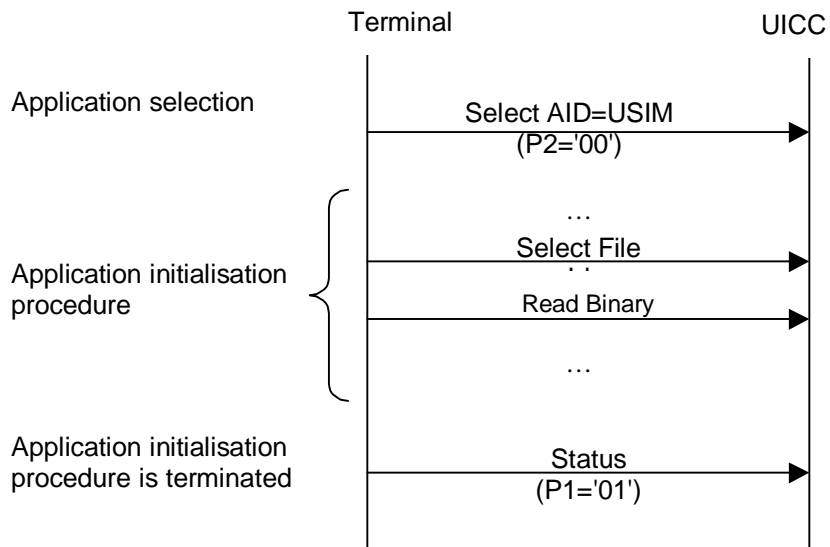 Terminal
UICC
Application selection
Select AID=USIM
(P2='00')
...
Select File
. .
Application initialisation
procedure
Read Binary
...
Application initialisation
procedure is terminated
Status
(P1='01')